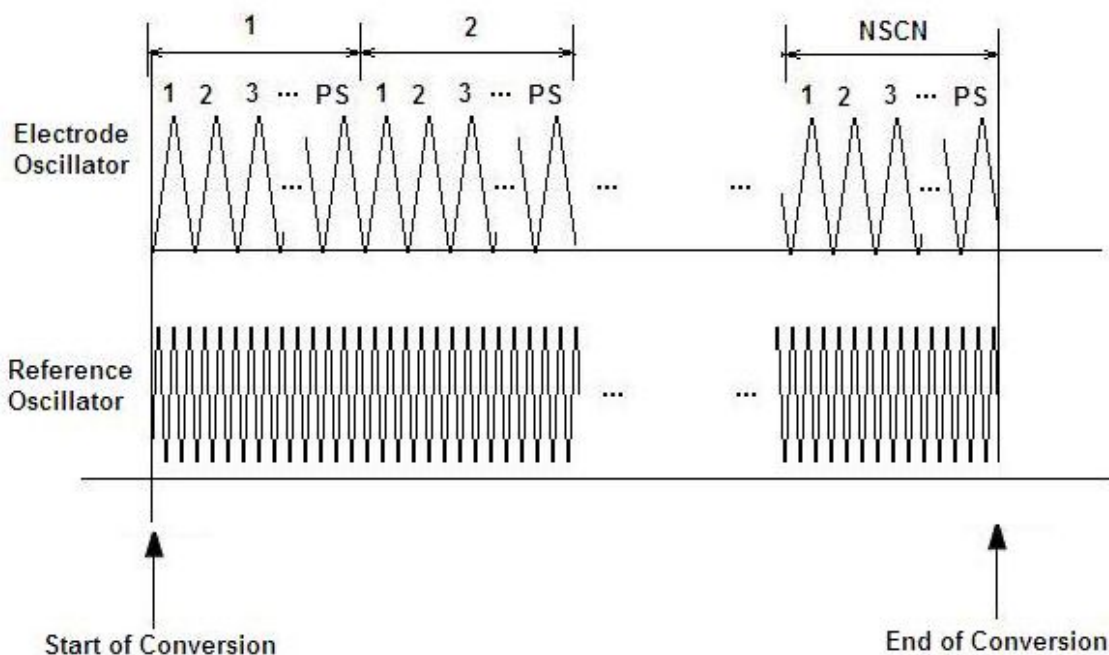 1 2 NSCN
1 2 3 ... PS 1 2 3 ... PS 1 2 3 ... PS
Electrode
Oscillator
... ... ... ... ...
Reference
Oscillator
... ...
Start of Conversion
End of Conversion